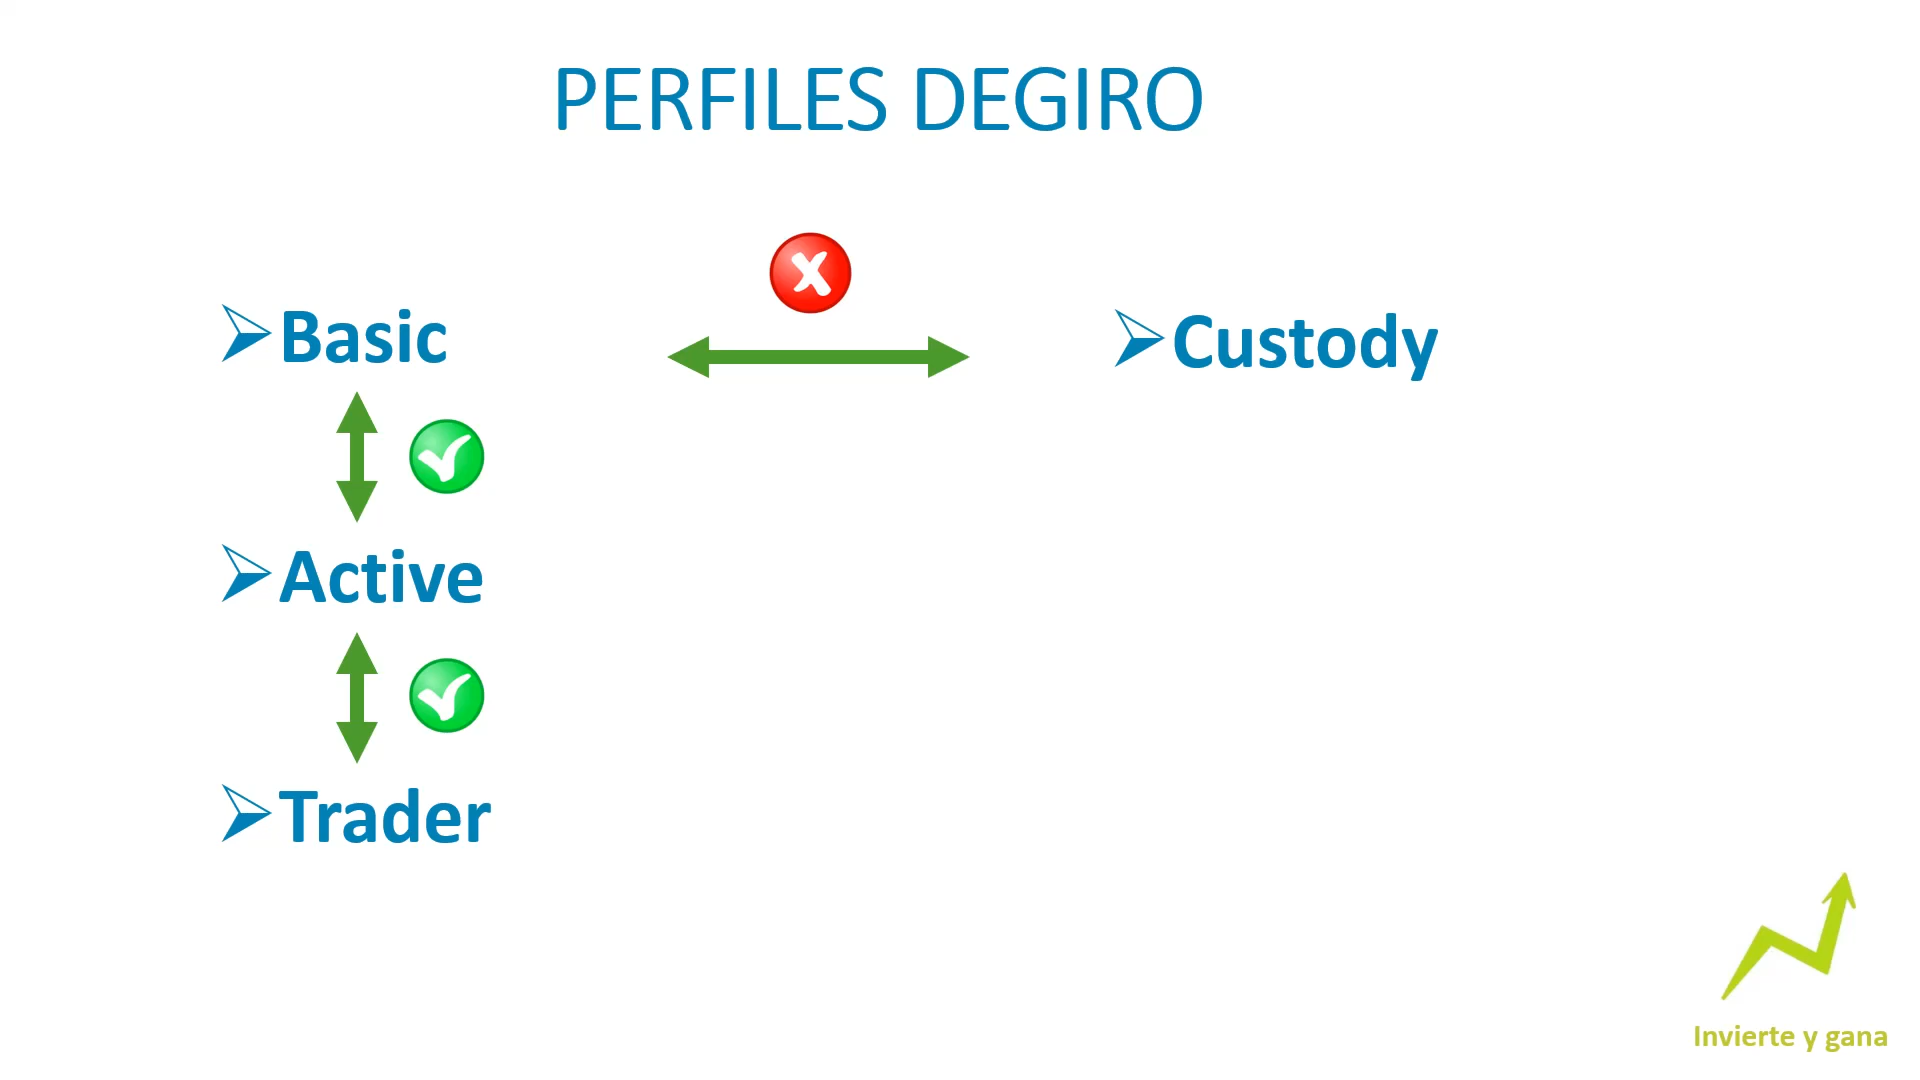 PERFILES DEGIRO
Basic
Custody
Active
Trader
Invierte y gana